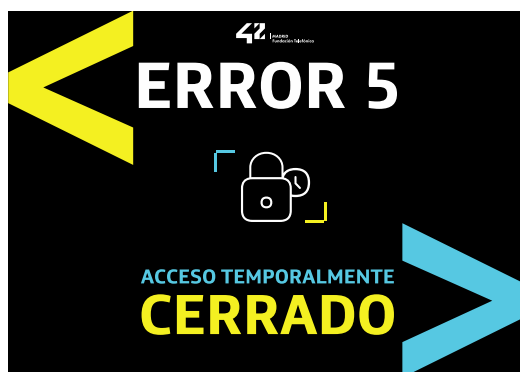 42 MADRID
Fundación Telefónica
ERROR 5
ACCESO TEMPORALMENTE
CERRADO